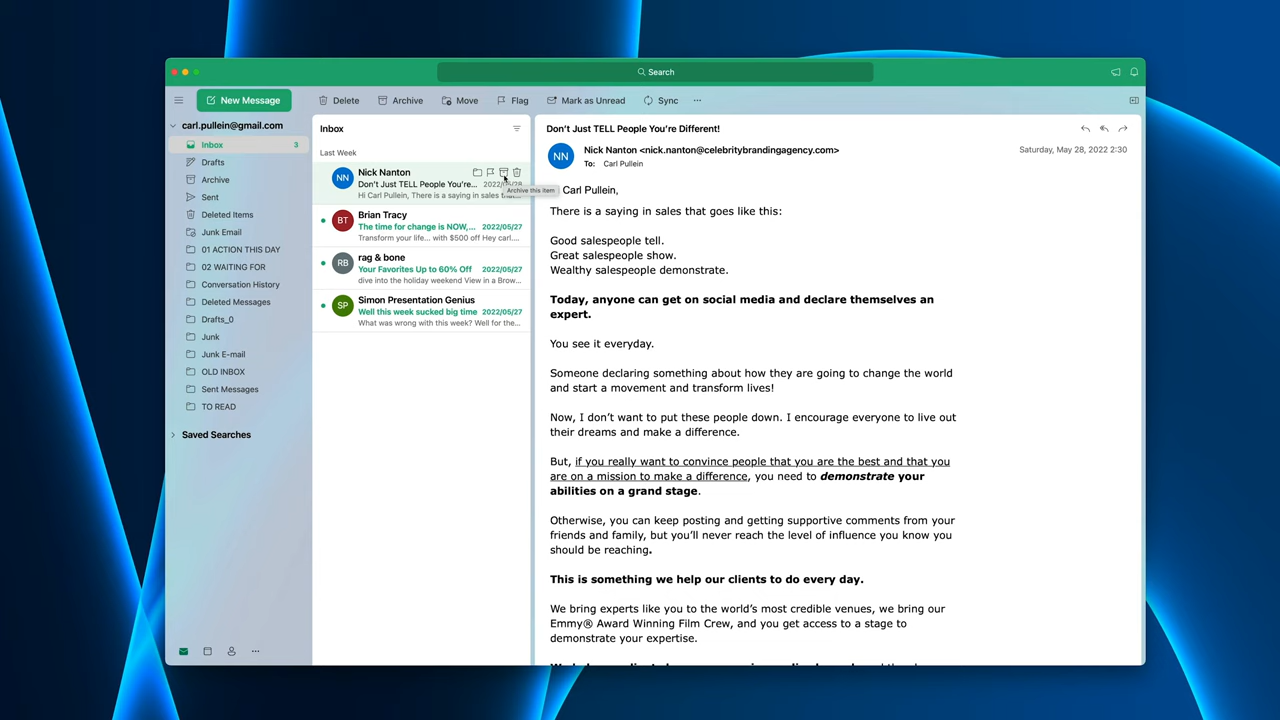 Search
New Message
Delete
Archive
Move
Flag
Mark as Unread
Sync
carl.pullein@gmail.com
Inbox 3
Drafts
Archive
Sent
Deleted Items
Junk Email
01 ACTION THIS DAY
02 WAITING FOR
Conversation History
Deleted Messages
Drafts_0
Junk
Junk E-mail
OLD INBOX
Sent Messages
TO READ
Saved Searches
Inbox
Last Week
NN
Nick Nanton
Don't Just TELL People You're... 2022/05/28
Hi Carl Pullein, There is a saying in sales that
Archive this item
BT
Brian Tracy
The time for change is NOW,... 2022/05/27
Transform your life... with $500 off Hey carl....
RB
rag & bone
Your Favorites Up to 60% Off 2022/05/27
dive into the holiday weekend View in a Brow...
SP
Simon Presentation Genius
Well this week sucked big time 2022/05/27
What was wrong with this week? Well for the...
Don't Just TELL People You're Different!
NN
Nick Nanton <nick.nanton@celebritybrandingagency.com>
To: Carl Pullein
Saturday, May 28, 2022 2:30
Carl Pullein,
There is a saying in sales that goes like this:
Good salespeople tell.
Great salespeople show.
Wealthy salespeople demonstrate.
Today, anyone can get on social media and declare themselves an
expert.
You see it everyday.
Someone declaring something about how they are going to change the world
and start a movement and transform lives!
Now, I don't want to put these people down. I encourage everyone to live out
their dreams and make a difference.
But, if you really want to convince people that you are the best and that you
are on a mission to make a difference, you need to demonstrate your
abilities on a grand stage.
Otherwise, you can keep posting and getting supportive comments from your
friends and family, but you'll never reach the level of influence you know you
should be reaching.
This is something we help our clients to do every day.
We bring experts like you to the world's most credible venues, we bring our
Emmy® Award Winning Film Crew, and you get access to a stage to
demonstrate your expertise.